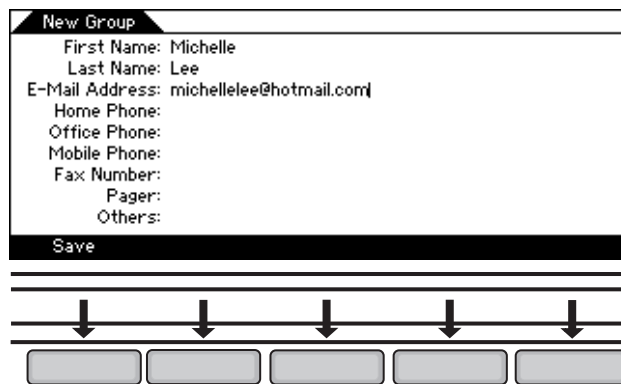 New Group
First Name: Michelle
Last Name: Lee
E-Mail Address: michellelee@hotmail.com
Home Phone:
Office Phone:
Mobile Phone:
Fax Number:
Pager:
Others:
Save